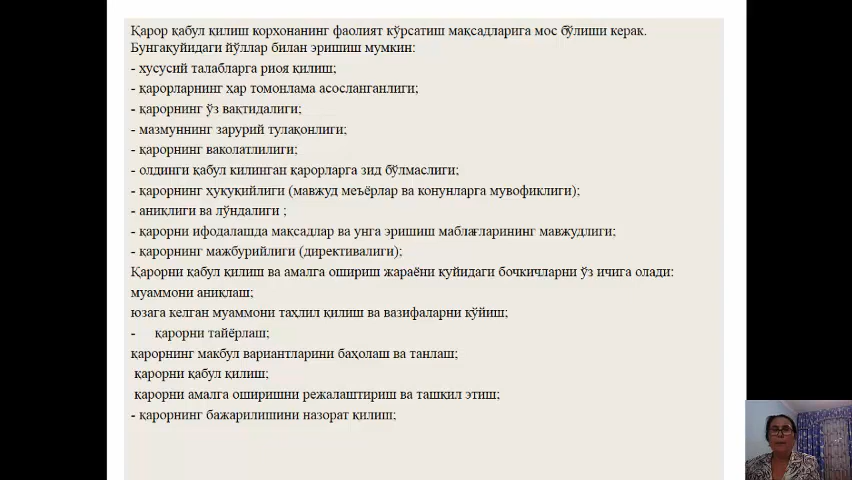 Қарор қабул қилиш корхонанинг фаолият кўрсатиш мақсадларига мос бўлиши керак.
Бунгақуйидаги йўллар билан эришиш мумкин:
- хусусий талабларга риоя қилиш;
- қарорларнинг ҳар томонлама асосланганлиги;
- қарорнинг ўз вақтидалиги;
- мазмуннинг зарурий тулақонлиги;
- қарорнинг ваколатлилиги;
- олдинги қабул килинган қарорларга зид бўлмаслиги;
- қарорнинг ҳуқуқийлиги (мавжуд меъёрлар ва конунларга мувофиқлиги);
- аниқлиги ва лўндалиги ;
- қарорни ифодалашда мақсадлар ва унга эришиш маблағларининг мавжудлиги;
- қарорнинг мажбурийлиги (директивалиги);
Қарорни қабул қилиш ва амалга ошириш жараёни қуйидаги бочкичларни ўз ичига олади:
муаммони аниқлаш;
юзага келган муаммони таҳлил қилиш ва вазифаларни қўйиш;
- қарорни тайёрлаш;
қарорнинг макбул вариантларини баҳолаш ва танлаш;
қарорни қабул қилиш;
қарорни амалга оширишни режалаштириш ва ташкил этиш;
- қарорнинг бажарилишини назорат қилиш;